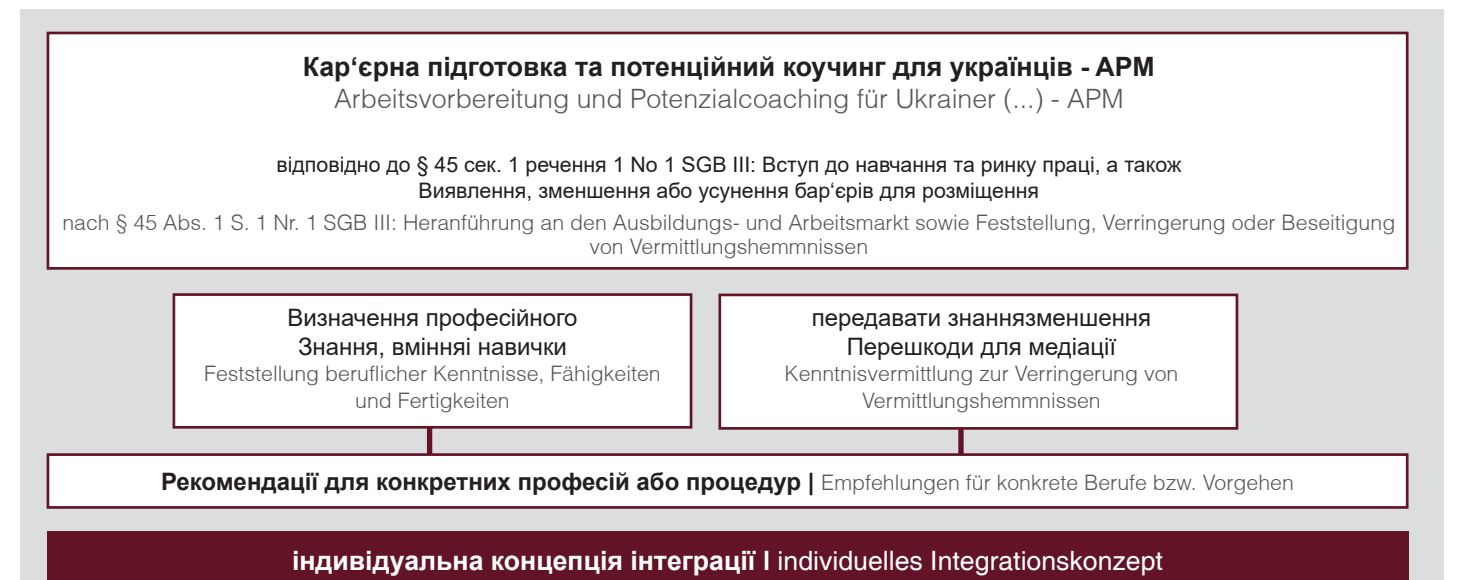 Кар‘єрна підготовка та потенційний коучинг для українців - APM
Arbeitsvorbereitung und Potenzialcoaching für Ukrainer (...) - APM
відповідно до § 45 сек. 1 речення 1 No 1 SGB III: Вступ до навчання та ринку праці, а також
Виявлення, зменшення або усунення бар‘єрів для розміщення
nach § 45 Abs. 1 S. 1 Nr. 1 SGB III: Heranführung an den Ausbildungs- und Arbeitsmarkt sowie Feststellung, Verringerung oder Beseitigung
von Vermittlungshemmnissen
Визначення професійного
Знання, вмінняі навички
Feststellung beruflicher Kenntnisse, Fähigkeiten
und Fertigkeiten
передавати знаннязменшення
Перешкоди для медіації
Kenntnisvermittlung zur Verringerung von
Vermittlungshemmnissen
Рекомендації для конкретних професій або процедур | Empfehlungen für konkrete Berufe bzw. Vorgehen
індивідуальна концепція інтеграції I individuelles Integrationskonzept